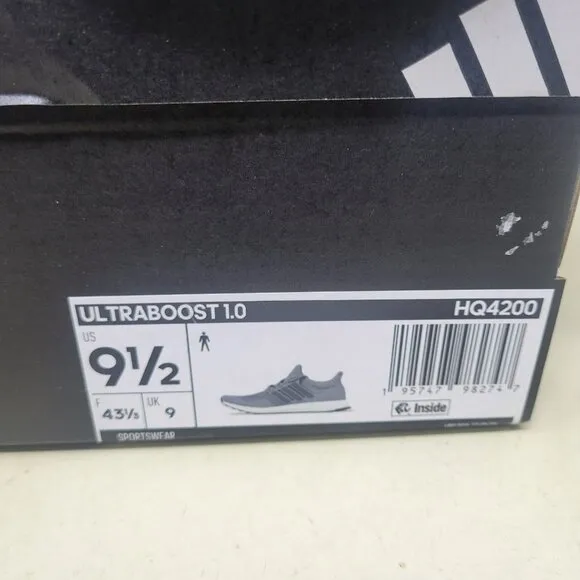 ULTRABOOST 1.0 HQ4200
US
9½
F
43⅓
UK
9
1 95747 98274 7
Inside
SPORTSWEAR